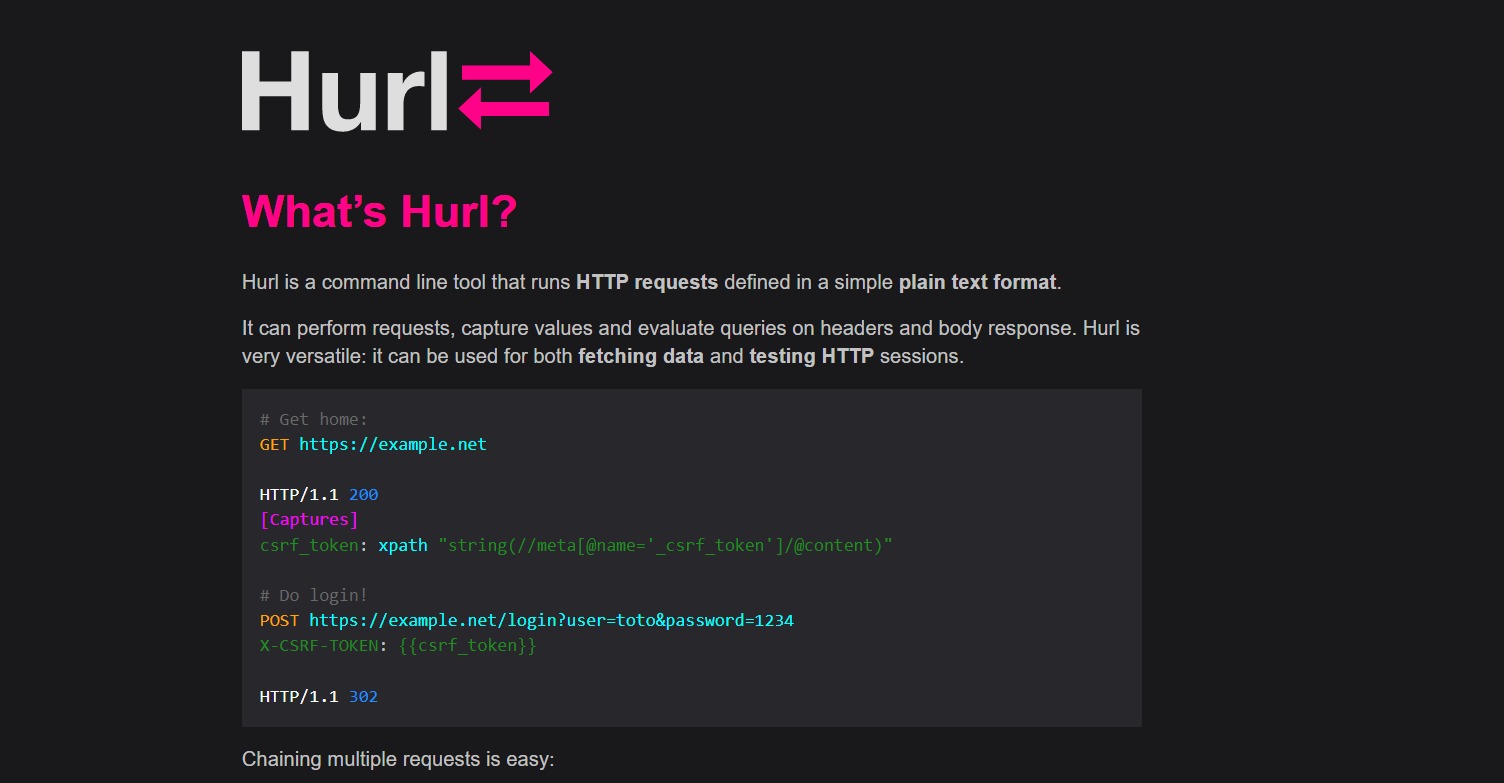 Hurl
What’s Hurl?
Hurl is a command line tool that runs HTTP requests defined in a simple plain text format.
It can perform requests, capture values and evaluate queries on headers and body response. Hurl is
very versatile: it can be used for both fetching data and testing HTTP sessions.
# Get home:
GET https://example.net
HTTP/1.1 200
[Captures]
csrf_token: xpath "string(//meta[@name='_csrf_token']/@content)"
# Do login!
POST https://example.net/login?user=toto&password=1234
X-CSRF-TOKEN: {{csrf_token}}
HTTP/1.1 302
Chaining multiple requests is easy: